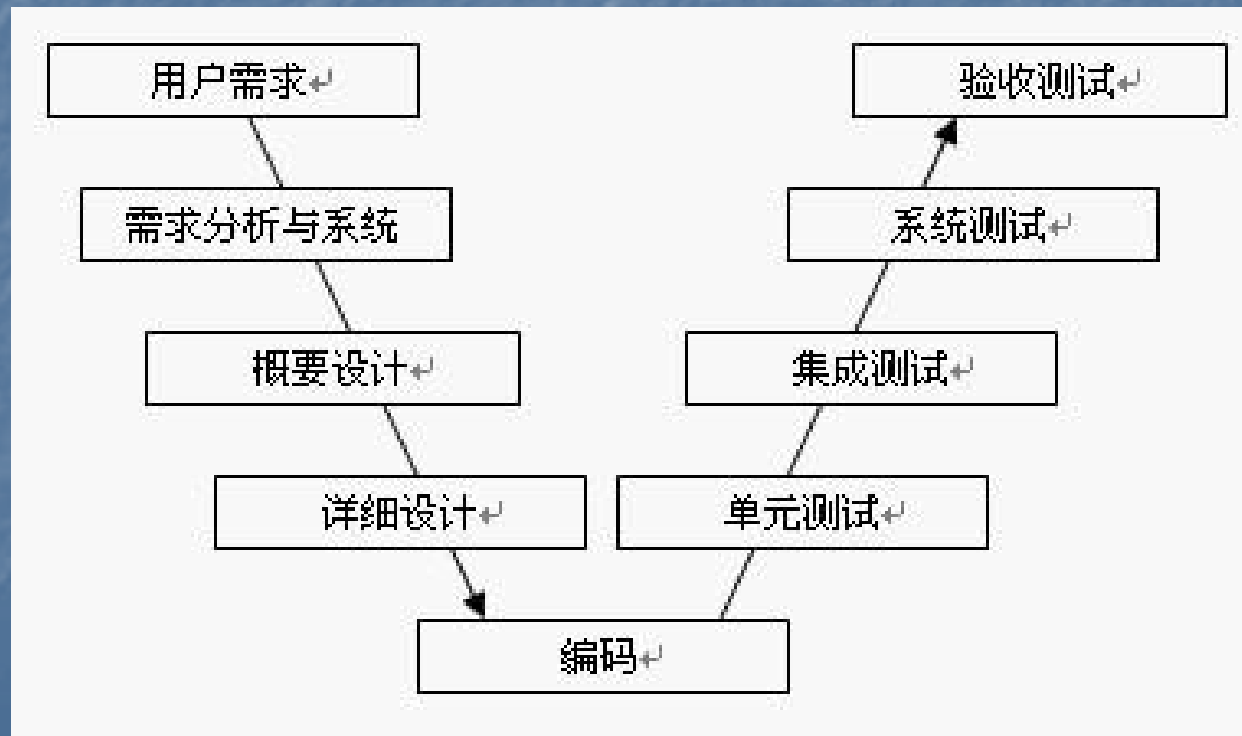 用户需求
验收测试
需求分析与系统
系统测试
概要设计
集成测试
详细设计
单元测试
编码